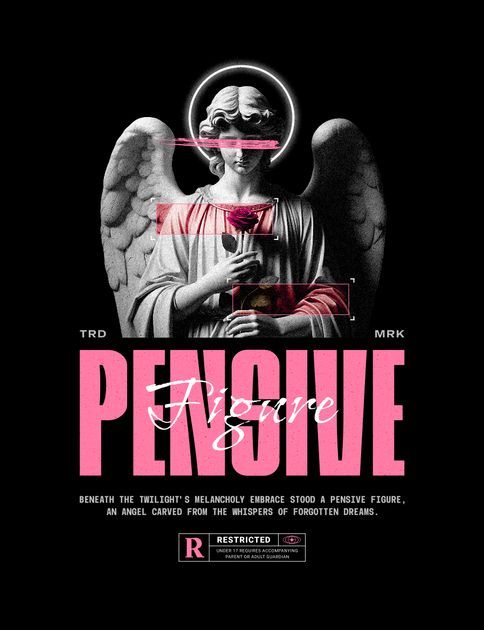 TRD MRK
PENSIVE
Figure
BENEATH THE TWILIGHT'S MELANCHOLY EMBRACE STOOD A PENSIVE FIGURE,
AN ANGEL CARVED FROM THE WHISPERS OF FORGOTTEN DREAMS.
R RESTRICTED
UNDER 17 REQUIRES ACCOMPANYING
PARENT OR ADULT GUARDIAN